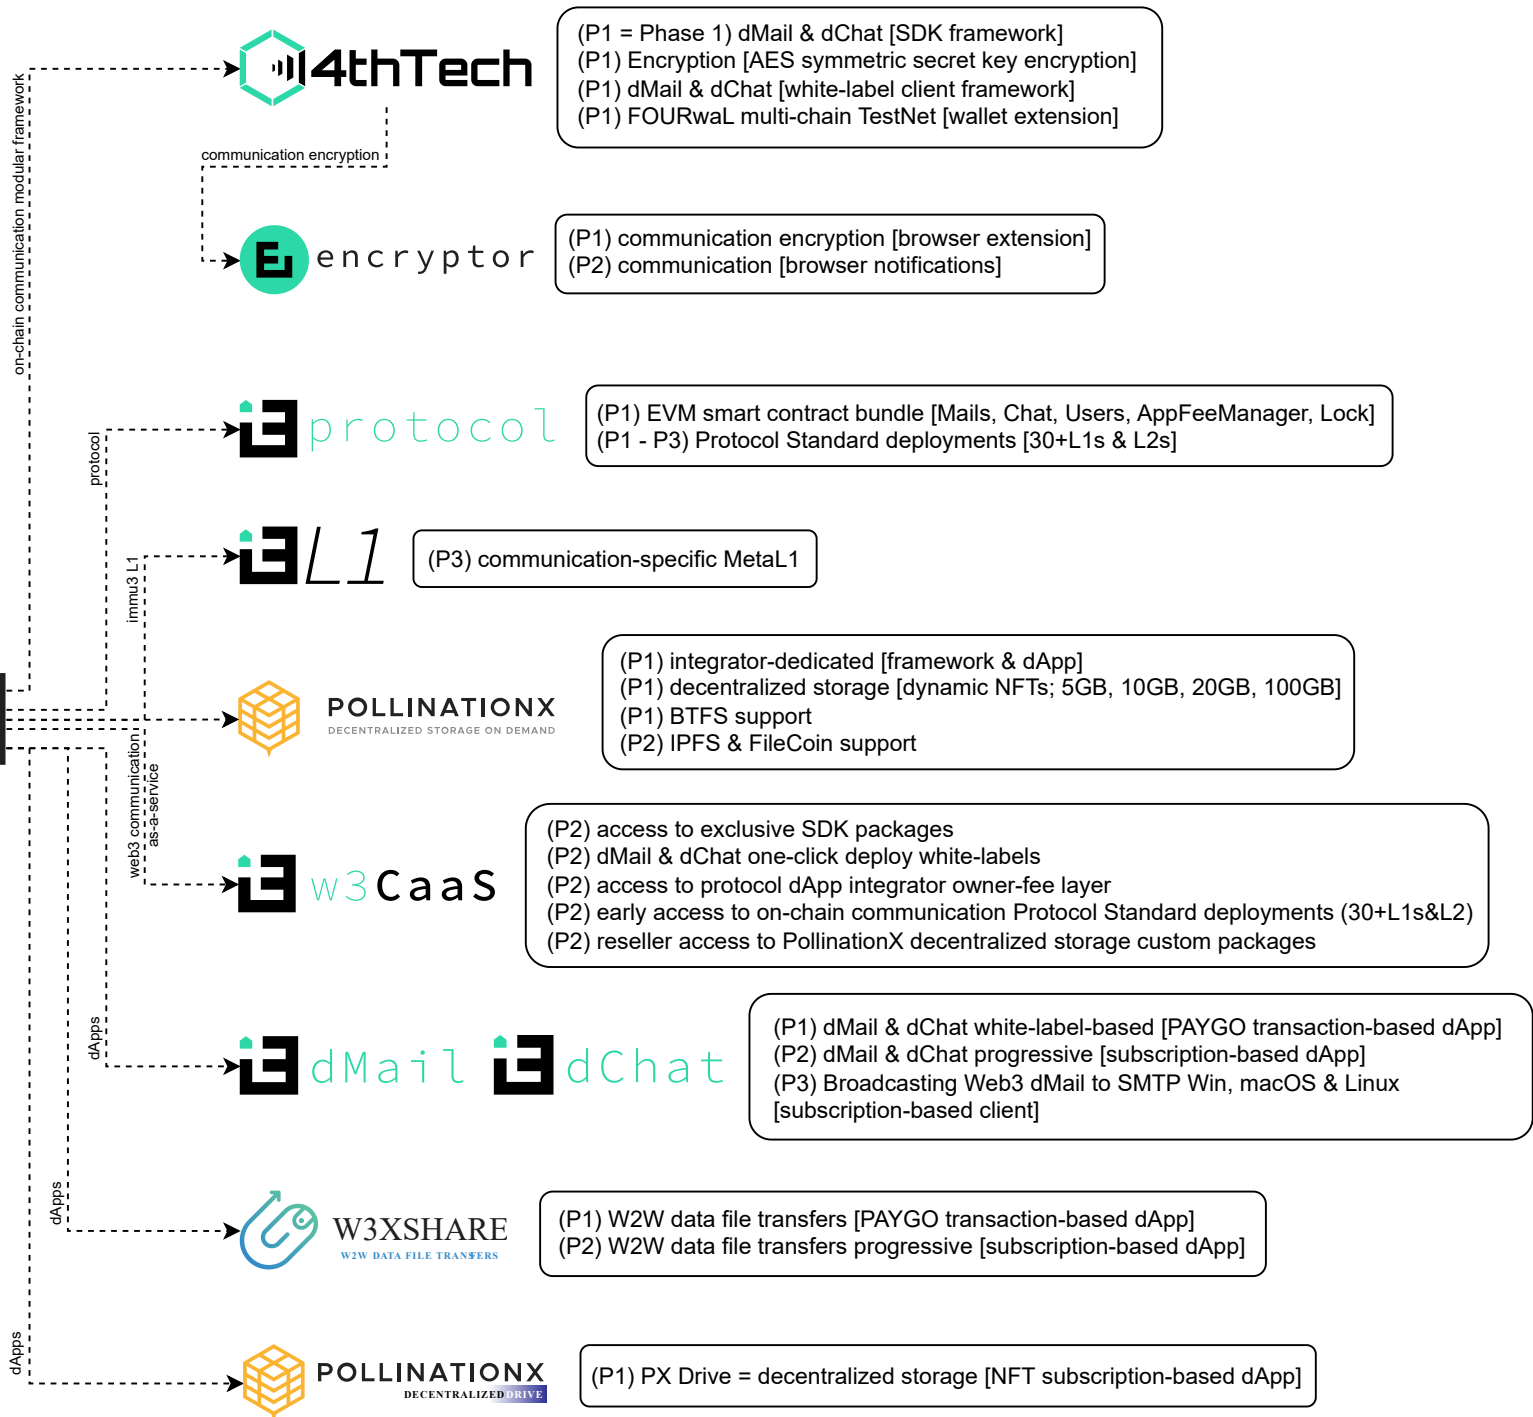 4thTech
(P1 = Phase 1) dMail & dChat [SDK framework]
(P1) Encryption [AES symmetric secret key encryption]
(P1) dMail & dChat [white-label client framework]
(P1) FOURwaL multi-chain TestNet [wallet extension]
on-chain communication modular framework
communication encryption
encryptor
(P1) communication encryption [browser extension]
(P2) communication [browser notifications]
protocol
i3 protocol
(P1) EVM smart contract bundle [Mails, Chat, Users, AppFeeManager, Lock]
(P1 - P3) Protocol Standard deployments [30+L1s & L2s]
immu3 L1
i3 L1
(P3) communication-specific MetaL1
POLLINATIONX
DECENTRALIZED STORAGE ON DEMAND
(P1) integrator-dedicated [framework & dApp]
(P1) decentralized storage [dynamic NFTs; 5GB, 10GB, 20GB, 100GB]
(P1) BTFS support
(P2) IPFS & FileCoin support
web3 communication
as-a-service
i3 w3CaaS
(P2) access to exclusive SDK packages
(P2) dMail & dChat one-click deploy white-labels
(P2) access to protocol dApp integrator owner-fee layer
(P2) early access to on-chain communication Protocol Standard deployments (30+L1s&L2)
(P2) reseller access to PollinationX decentralized storage custom packages
dApps
i3 dMail i3 dChat
(P1) dMail & dChat white-label-based [PAYGO transaction-based dApp]
(P2) dMail & dChat progressive [subscription-based dApp]
(P3) Broadcasting Web3 dMail to SMTP Win, macOS & Linux
[subscription-based client]
dApps
W3XSHARE
W2W DATA FILE TRANSFERS
(P1) W2W data file transfers [PAYGO transaction-based dApp]
(P2) W2W data file transfers progressive [subscription-based dApp]
dApps
POLLINATIONX
DECENTRALIZED DRIVE
(P1) PX Drive = decentralized storage [NFT subscription-based dApp]